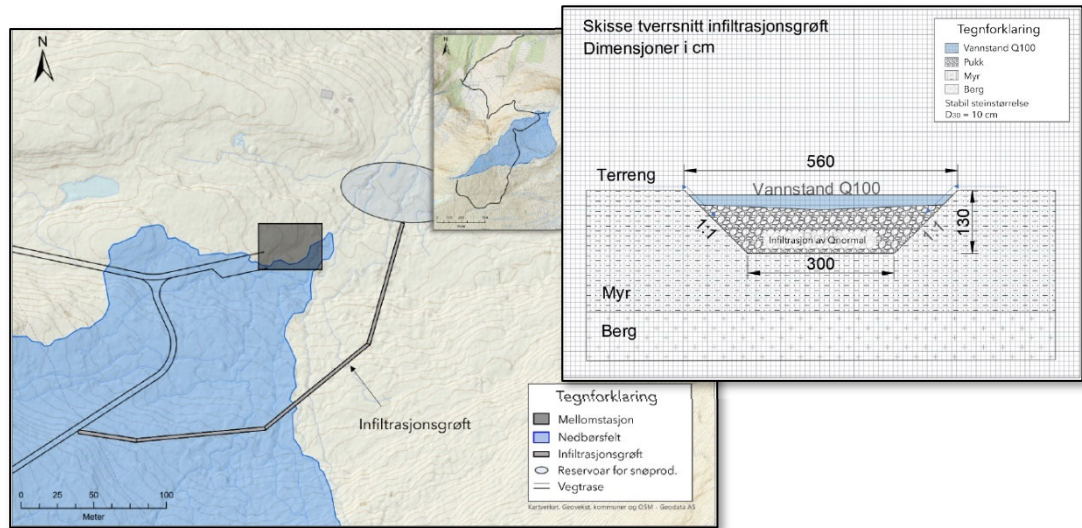 N
Infiltrasjonsgrøft
0 25 50 100
Meter
Tegnforklaring
Mellomstasjon
Nedbørsfelt
Infiltrasjonsgrøft
Reservoar for snøprod.
Vegtrase
Kartverket, Geovekst, kommuner og OSM - Geodata AS
N
Skisse tverrsnitt infiltrasjonsgrøft
Dimensjoner i cm
Tegnforklaring
Vannstand Q100
Pukk
Myr
Berg
Stabil steinstørrelse
D30 = 10 cm
560
Terreng
Vannstand Q100
1:1
1:1
130
Infiltrasjon av Qnormal
300
Myr
Berg